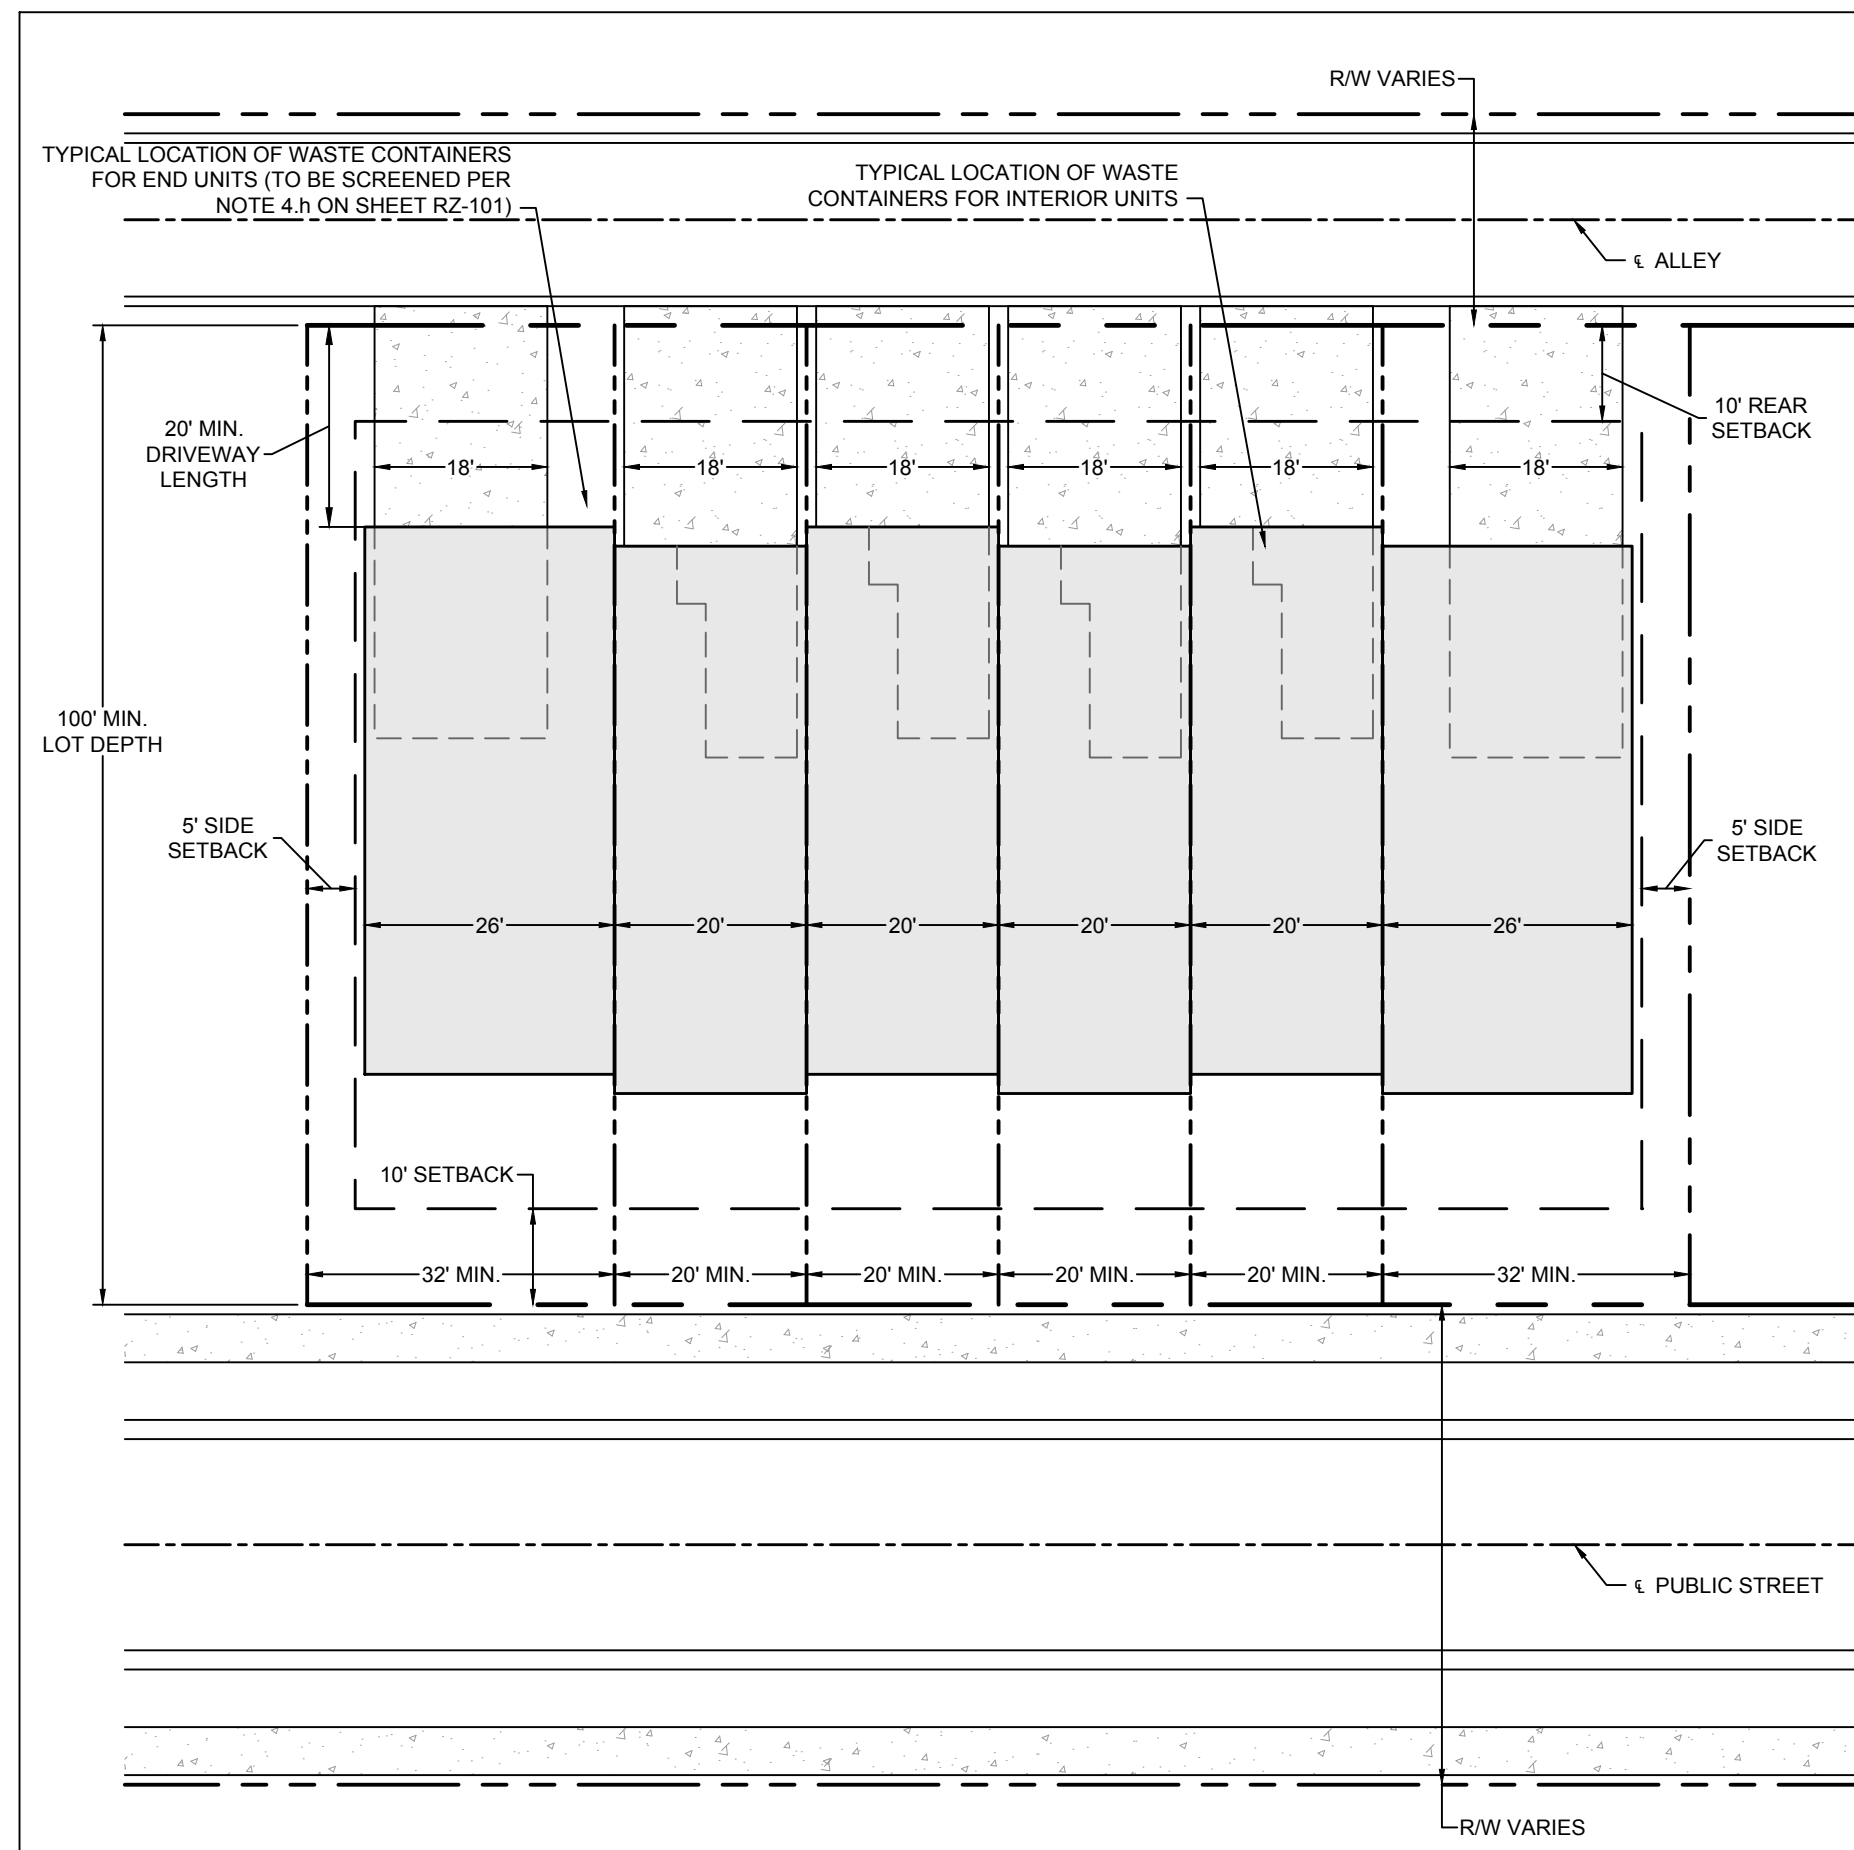 R/W VARIES
TYPICAL LOCATION OF WASTE CONTAINERS
FOR END UNITS (TO BE SCREENED PER
NOTE 4.h ON SHEET RZ-101)
TYPICAL LOCATION OF WASTE
CONTAINERS FOR INTERIOR UNITS
℄ ALLEY
20' MIN.
DRIVEWAY
LENGTH
10' REAR
SETBACK
18' 18' 18' 18' 18' 18'
100' MIN.
LOT DEPTH
5' SIDE
SETBACK
5' SIDE
SETBACK
26' 20' 20' 20' 20' 26'
10' SETBACK
32' MIN. 20' MIN. 20' MIN. 20' MIN. 20' MIN. 32' MIN.
℄ PUBLIC STREET
R/W VARIES